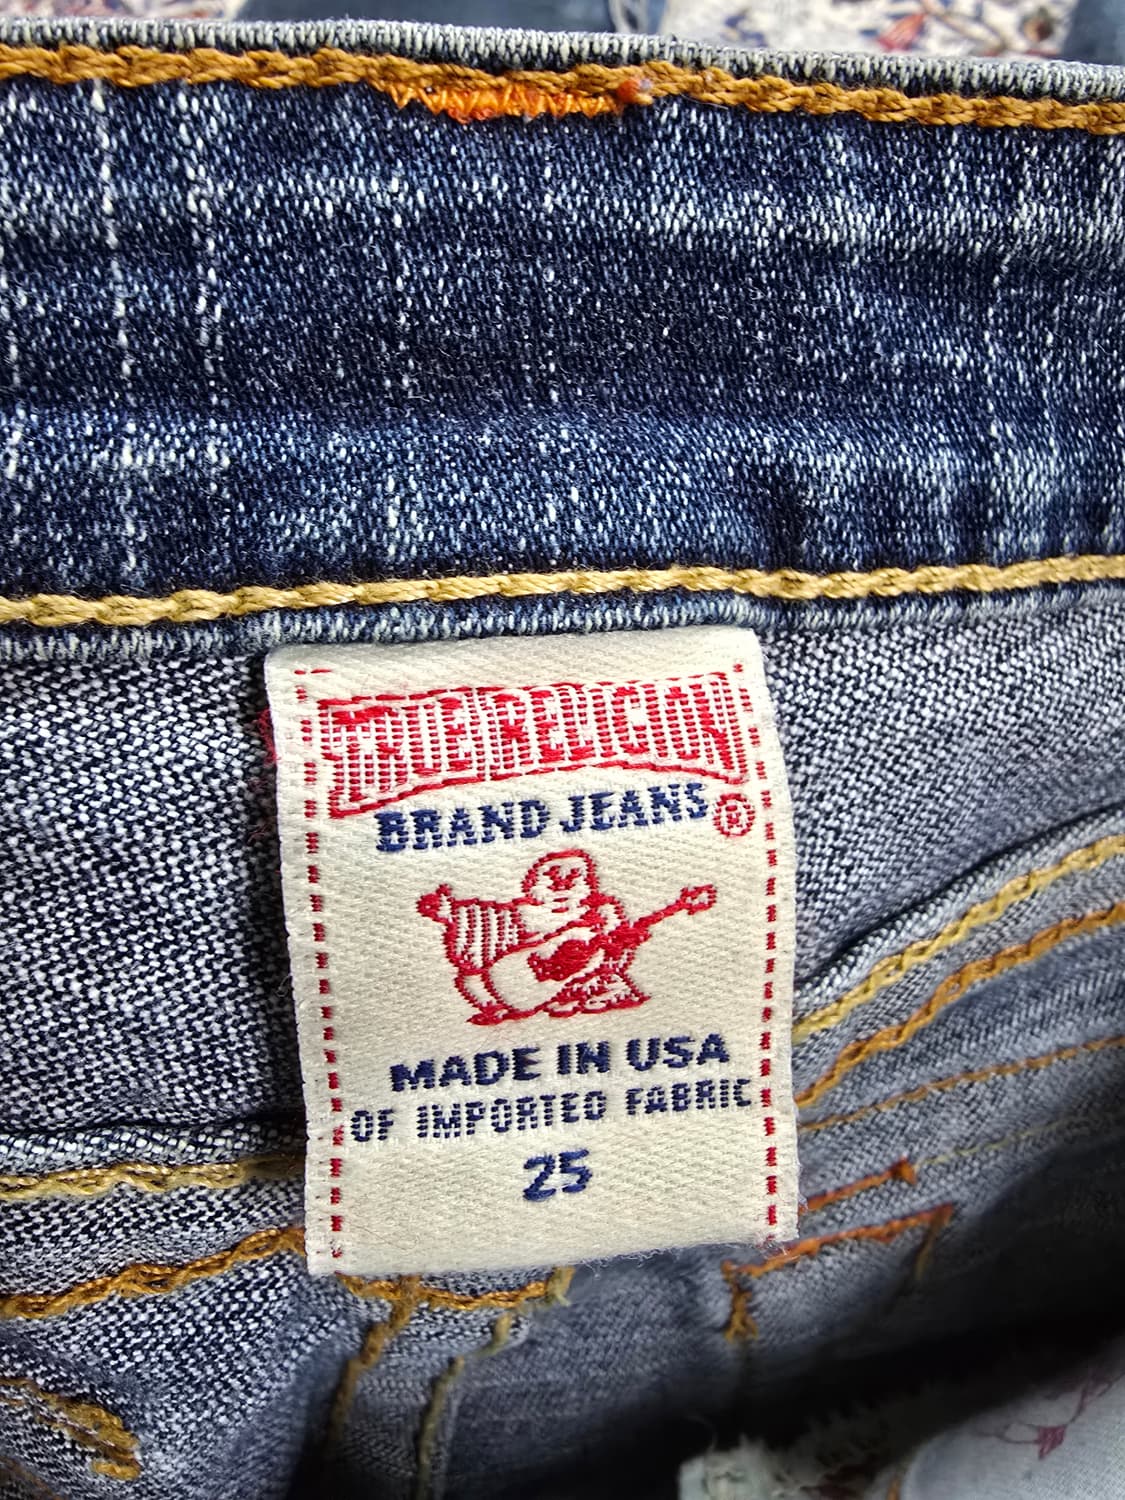 TRUE RELIGION
BRAND JEANS ®
MADE IN USA
OF IMPORTED FABRIC
25